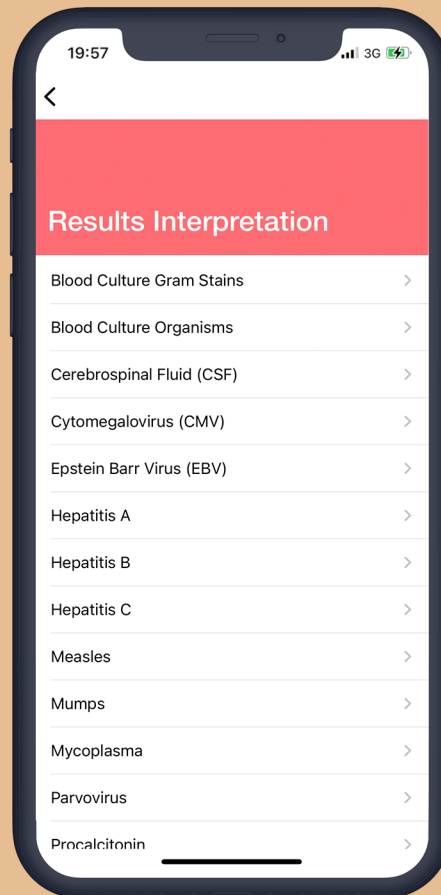 19:57
3G
Results Interpretation
Blood Culture Gram Stains
Blood Culture Organisms
Cerebrospinal Fluid (CSF)
Cytomegalovirus (CMV)
Epstein Barr Virus (EBV)
Hepatitis A
Hepatitis B
Hepatitis C
Measles
Mumps
Mycoplasma
Parvovirus
Procalcitonin